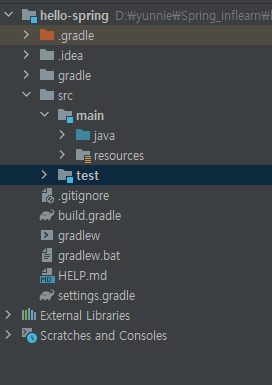 hello-spring D:₩yunnie₩Spring_inflearn₩
.gradle
.idea
gradle
src
main
java
resources
test
.gitignore
build.gradle
gradlew
gradlew.bat
MD HELP.md
settings.gradle
External Libraries
Scratches and Consoles